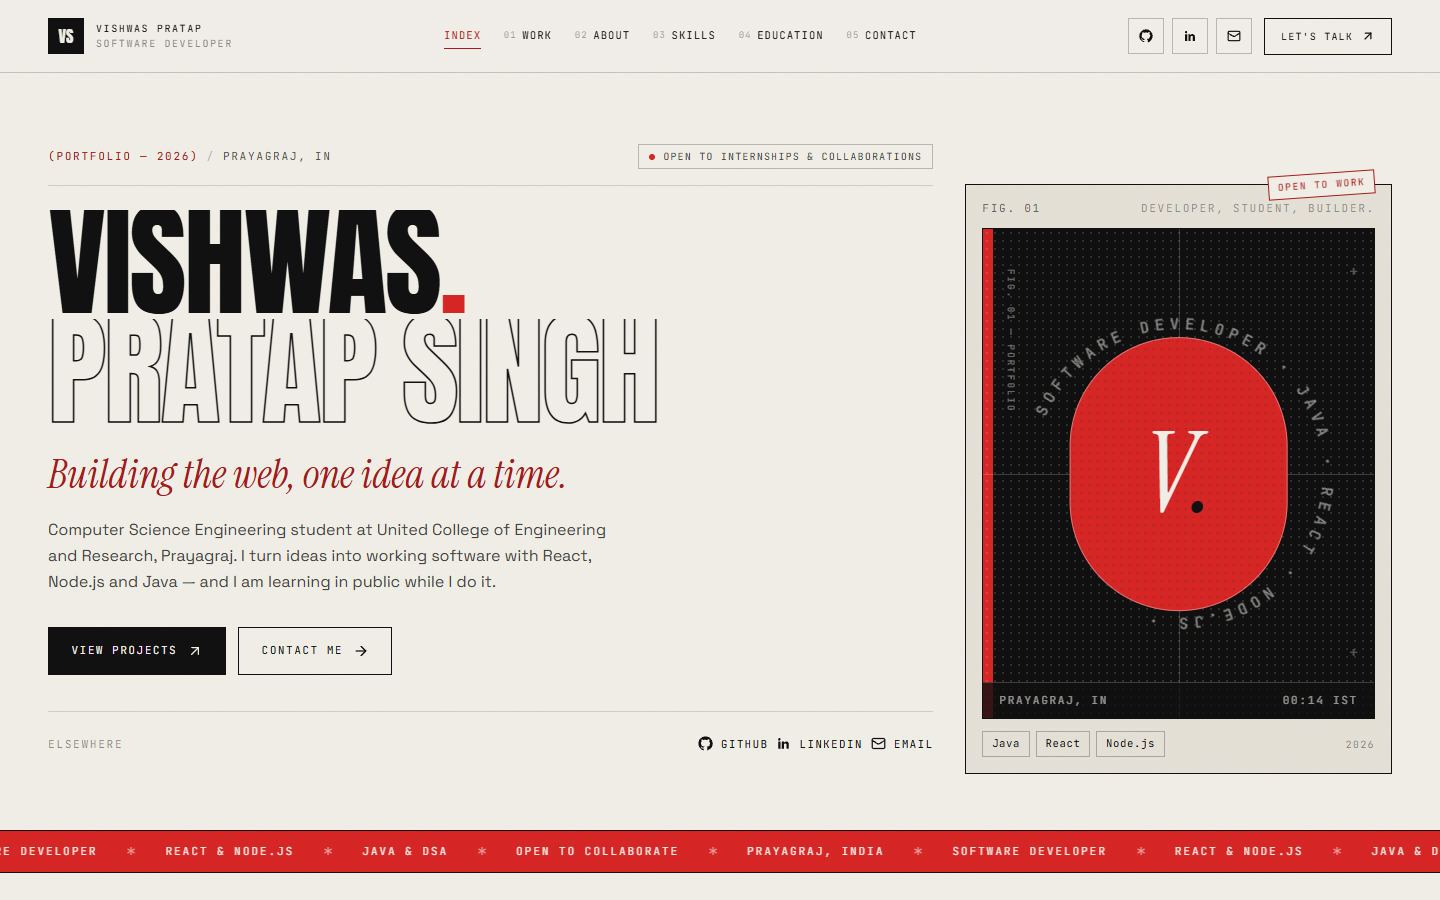 VS
VISHWAS PRATAP
SOFTWARE DEVELOPER
INDEX
01 WORK
02 ABOUT
03 SKILLS
04 EDUCATION
05 CONTACT
in
LET'S TALK
(PORTFOLIO — 2026) / PRAYAGRAJ, IN
OPEN TO INTERNSHIPS & COLLABORATIONS
VISHWAS.
PRATAP SINGH
Building the web, one idea at a time.
Computer Science Engineering student at United College of Engineering
and Research, Prayagraj. I turn ideas into working software with React,
Node.js and Java — and I am learning in public while I do it.
VIEW PROJECTS
CONTACT ME
ELSEWHERE
GITHUB
in LINKEDIN
EMAIL
OPEN TO WORK
FIG. 01
DEVELOPER, STUDENT, BUILDER.
FIG. 01 — PORTFOLIO
SOFTWARE DEVELOPER · JAVA · REACT · NODE.JS ·
V.
PRAYAGRAJ, IN
00:14 IST
Java
React
Node.js
2026
RE DEVELOPER * REACT & NODE.JS * JAVA & DSA * OPEN TO COLLABORATE * PRAYAGRAJ, INDIA * SOFTWARE DEVELOPER * REACT & NODE.JS * JAVA & D